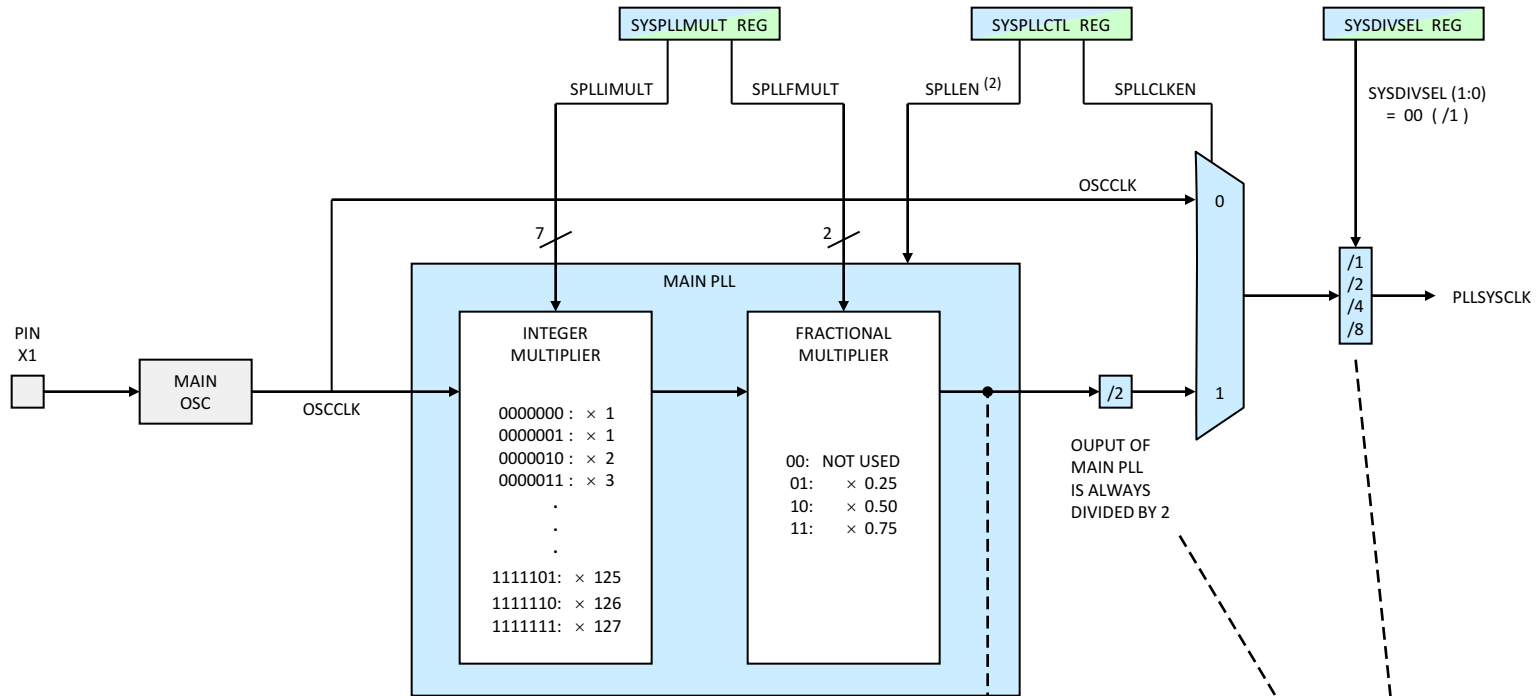 SYSPLLMULT REG
SYSPLLCTL REG
SYSDIVSEL REG
SPLLIMULT
SPLLFMULT
SPLLEN (2)
SPLLCLKEN
SYSDIVSEL (1:0)
= 00 ( /1 )
OSCCLK
0
7
2
MAIN PLL
/1
/2
/4
/8
PLLSYSCLK
PIN
X1
MAIN
OSC
OSCCLK
INTEGER
MULTIPLIER
0000000 : × 1
0000001 : × 1
0000010 : × 2
0000011 : × 3
.
.
.
1111101: × 125
1111110: × 126
1111111: × 127
FRACTIONAL
MULTIPLIER
00: NOT USED
01: × 0.25
10: × 0.50
11: × 0.75
/2
1
OUPUT OF
MAIN PLL
IS ALWAYS
DIVIDED BY 2